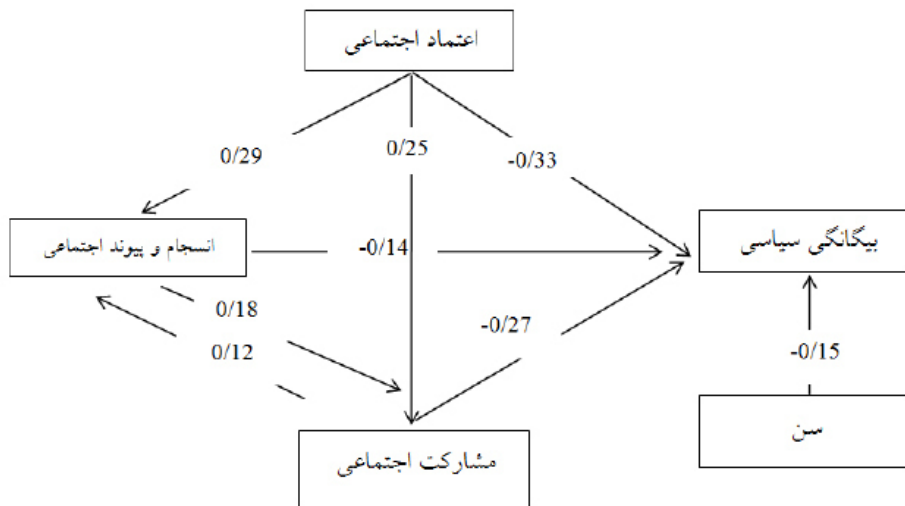 اعتماد اجتماعی
0/29
0/25
-0/33
انسجام و پیوند اجتماعی
-0/14
بیگانگی سیاسی
0/18
0/12
-0/27
-0/15
سن
مشارکت اجتماعی